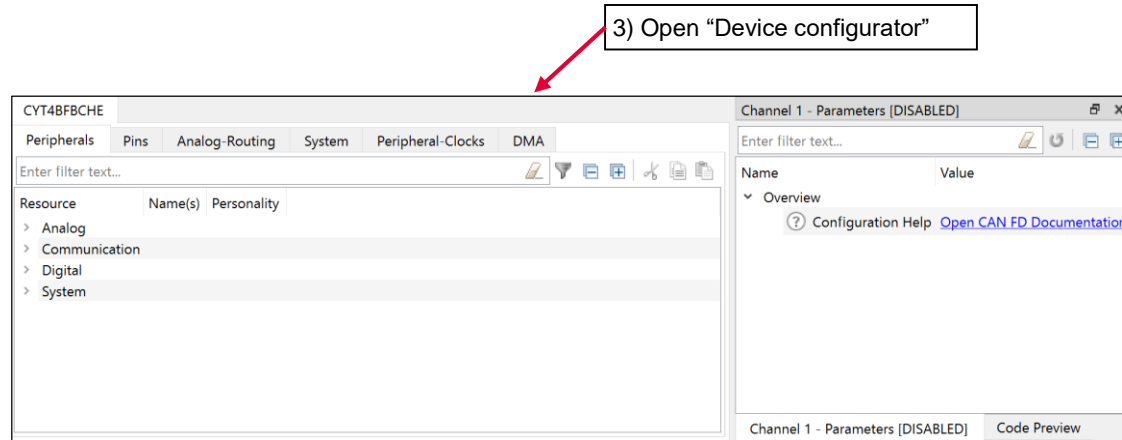 3) Open “Device configurator”
CYT4BFBCHE
Peripherals Pins Analog-Routing System Peripheral-Clocks DMA
Enter filter text...
Resource Name(s) Personality
Analog
Communication
Digital
System
Channel 1 - Parameters [DISABLED]
Enter filter text...
Name Value
Overview
Configuration Help Open CAN FD Documentation
Channel 1 - Parameters [DISABLED] Code Preview